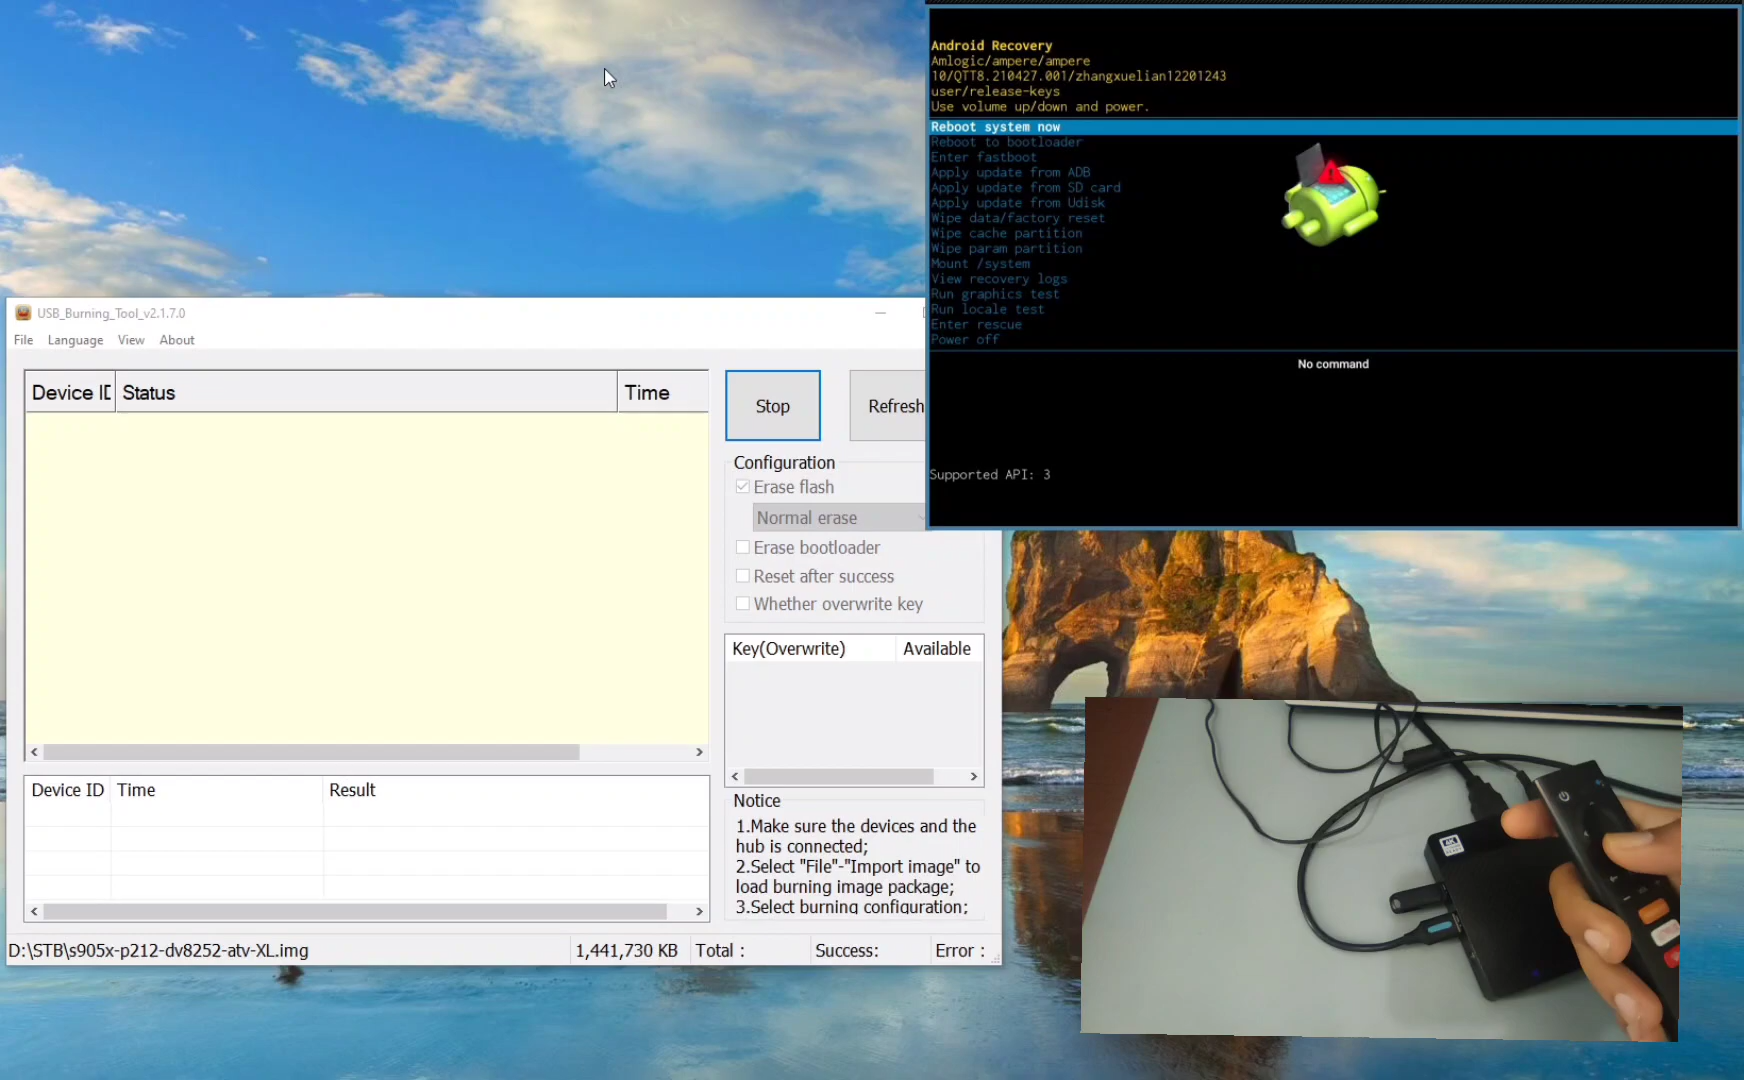 Android Recovery
Amlogic/ampere/ampere
10/QTT8.210427.001/zhangxuelian12201243
user/release-keys
Use volume up/down and power.
Reboot system now
Reboot to bootloader
Enter fastboot
Apply update from ADB
Apply update from SD card
Apply update from Udisk
Wipe data/factory reset
Wipe cache partition
Wipe param partition
Mount /system
View recovery logs
Run graphics test
Run locale test
Enter rescue
Power off
No command
Supported API: 3
USB_Burning_Tool_v2.1.7.0
File Language View About
Device ID Status Time
Stop Refresh
Configuration
Erase flash
Normal erase
Erase bootloader
Reset after success
Whether overwrite key
Key(Overwrite) Available
Device ID Time Result
Notice
1.Make sure the devices and the
hub is connected;
2.Select "File"-"Import image" to
load burning image package;
3.Select burning configuration;
D:\STB\s905x-p212-dv8252-atv-XL.img 1,441,730 KB Total : Success: Error :
4K